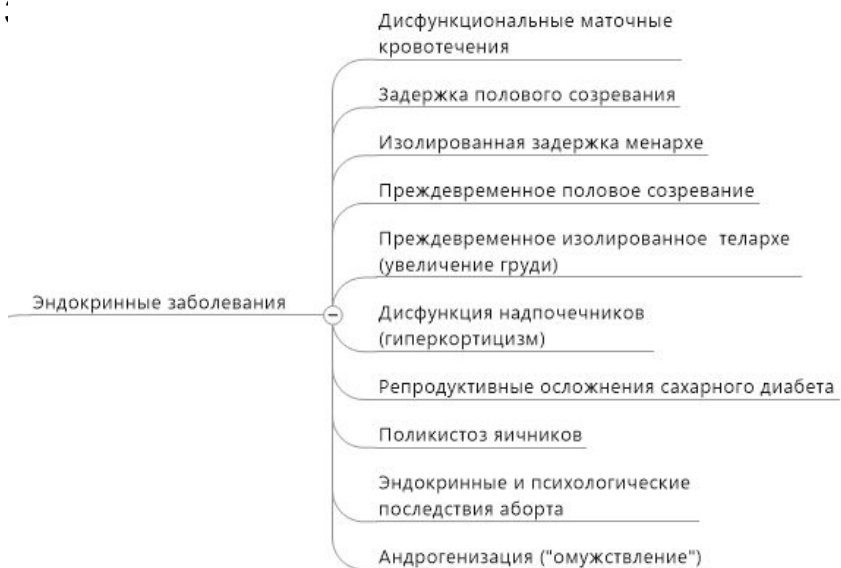 Дисфункциональные маточные
кровотечения
Задержка полового созревания
Изолированная задержка менархе
Преждевременное половое созревание
Преждевременное изолированное телархе
(увеличение груди)
Эндокринные заболевания
Дисфункция надпочечников
(гиперкортицизм)
Репродуктивные осложнения сахарного диабета
Поликистоз яичников
Эндокринные и психологические
последствия аборта
Андрогенизация ("омужствление")